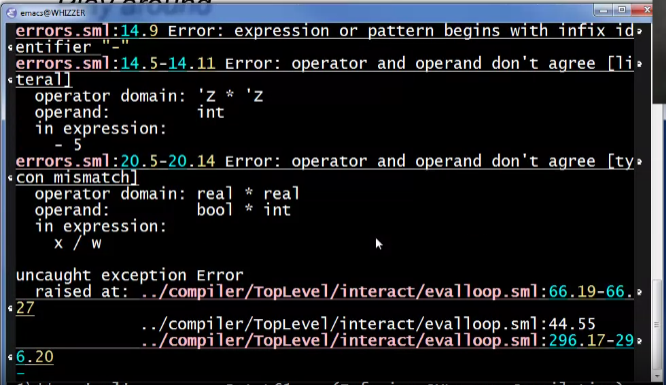 Play around
emacs@WHIZZER
errors.sml:14.9 Error: expression or pattern begins with infix id
entifier "-"
errors.sml:14.5-14.11 Error: operator and operand don't agree [li
teral]
operator domain: 'Z * 'Z
operand: int
in expression:
- 5
errors.sml:20.5-20.14 Error: operator and operand don't agree [ty
con mismatch]
operator domain: real * real
operand: bool * int
in expression:
x / w
uncaught exception Error
raised at: ../compiler/TopLevel/interact/evalloop.sml:66.19-66.
27
../compiler/TopLevel/interact/evalloop.sml:44.55
../compiler/TopLevel/interact/evalloop.sml:296.17-29
6.20
-